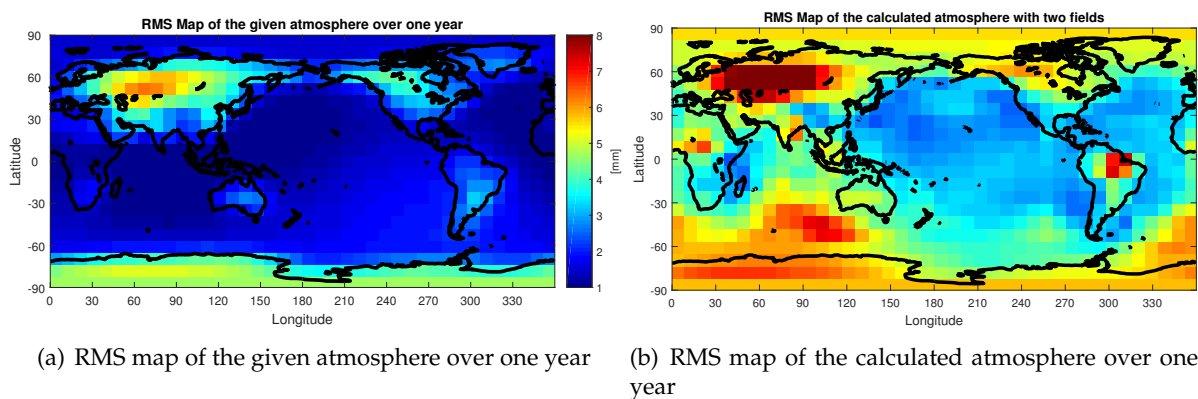 RMS Map of the given atmosphere over one year
90
60
30
0
-30
-60
-90
Latitude
0 30 60 90 120 150 180 210 240 270 300 330
Longitude
8
7
6
5
4
3
2
1
[mm]
(a) RMS map of the given atmosphere over one year
RMS Map of the calculated atmosphere with two fields
90
60
30
0
-30
-60
-90
Latitude
0 30 60 90 120 150 180 210 240 270 300 330
Longitude
(b) RMS map of the calculated atmosphere over one
year